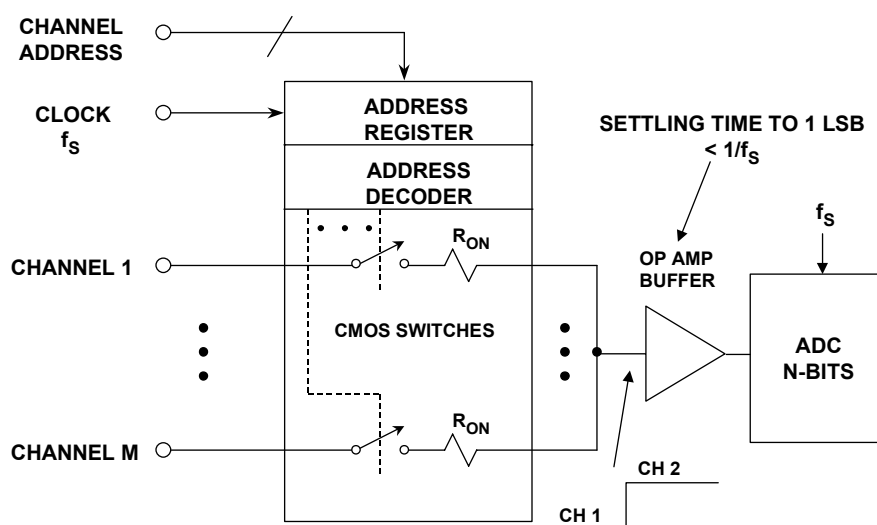 CHANNEL
ADDRESS
CLOCK
fS
ADDRESS
REGISTER
ADDRESS
DECODER
SETTLING TIME TO 1 LSB
< 1/fS
fS
RON
OP AMP
BUFFER
CHANNEL 1
CMOS SWITCHES
ADC
N-BITS
RON
CHANNEL M
CH 2
CH 1